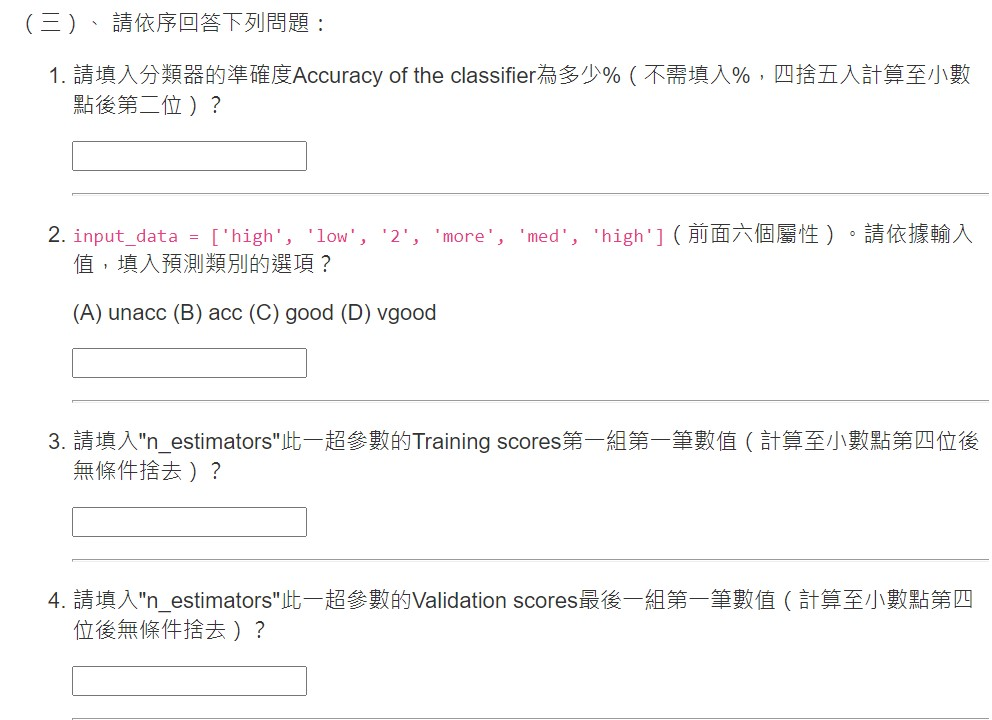 （三）、 請依序回答下列問題：
1. 請填入分類器的準確度Accuracy of the classifier為多少%（不需填入%，四捨五入計算至小數
點後第二位）？
2. input_data = ['high', 'low', '2', 'more', 'med', 'high']（前面六個屬性）。請依據輸入
值，填入預測類別的選項？
(A) unacc (B) acc (C) good (D) vgood
3. 請填入"n_estimators"此一超參數的Training scores第一組第一筆數值（計算至小數點第四位後
無條件捨去）？
4. 請填入"n_estimators"此一超參數的Validation scores最後一組第一筆數值（計算至小數點第四
位後無條件捨去）？